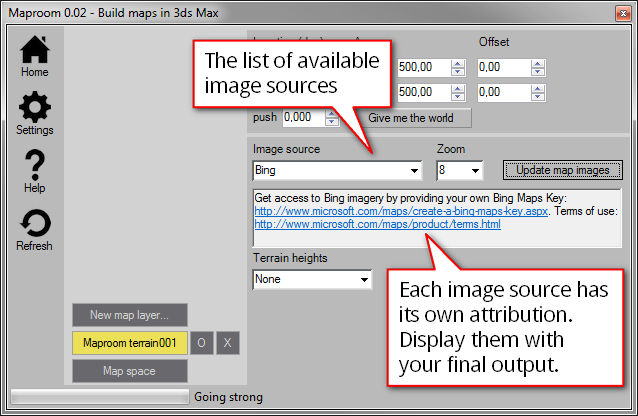 Maproom 0.02 - Build maps in 3ds Max
Home
Settings
Help
Refresh
Offset
The list of available
image sources
500,00
0,00
500,00
0,00
push
0,000
Give me the world
Image source
Zoom
Bing
8
Update map images
Get access to Bing imagery by providing your own Bing Maps Key:
http://www.microsoft.com/maps/create-a-bing-maps-key.aspx. Terms of use:
http://www.microsoft.com/maps/product/terms.html
Terrain heights
None
Each image source has
its own attribution.
Display them with
your final output.
New map layer...
Maproom terrain001
O
X
Map space
Going strong